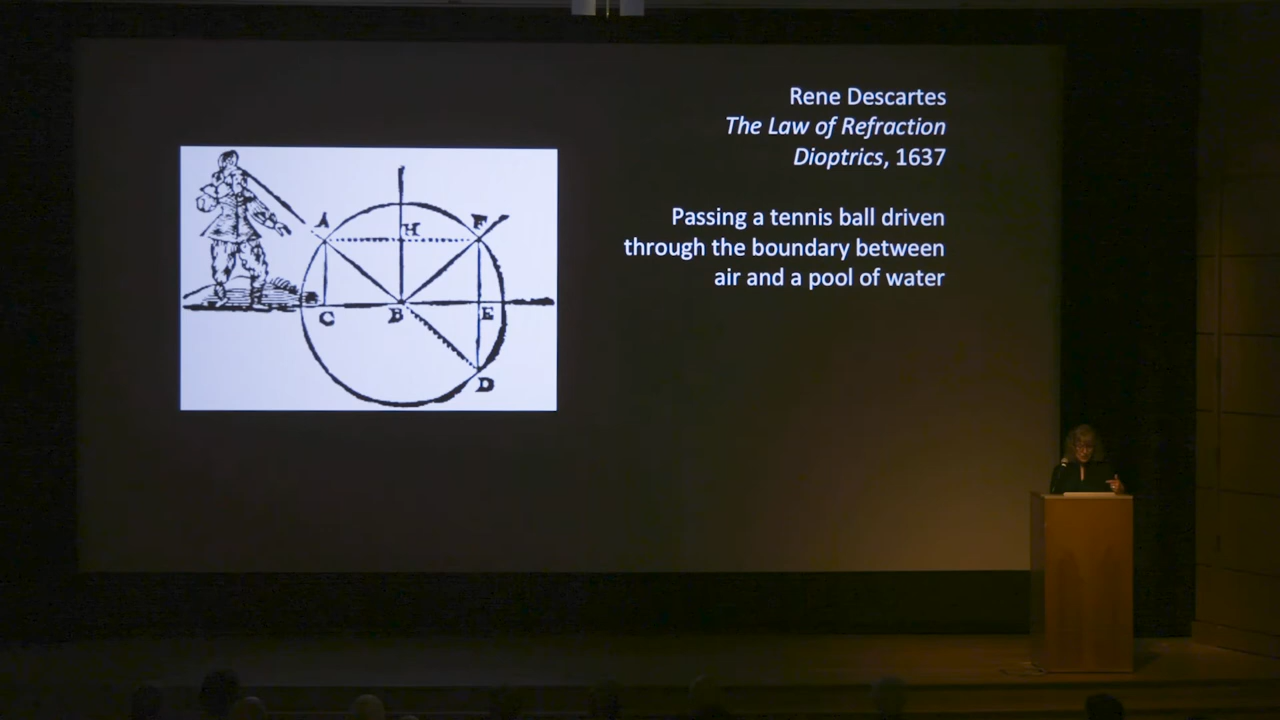 Rene Descartes
The Law of Refraction
Dioptrics, 1637
Passing a tennis ball driven
through the boundary between
air and a pool of water
A
H
F
C
B
E
D